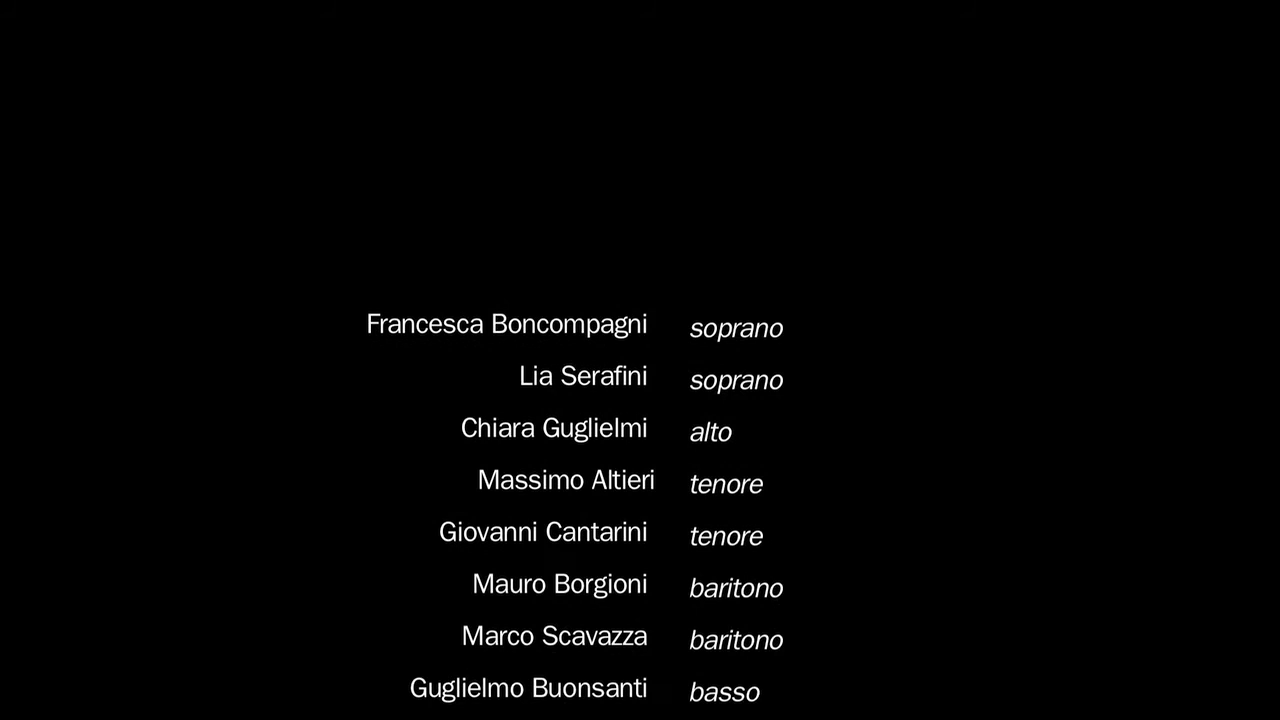 Francesca Boncompagni soprano
Lia Serafini soprano
Chiara Guglielmi alto
Massimo Altieri tenore
Giovanni Cantarini tenore
Mauro Borgioni baritono
Marco Scavazza baritono
Guglielmo Buonsanti basso